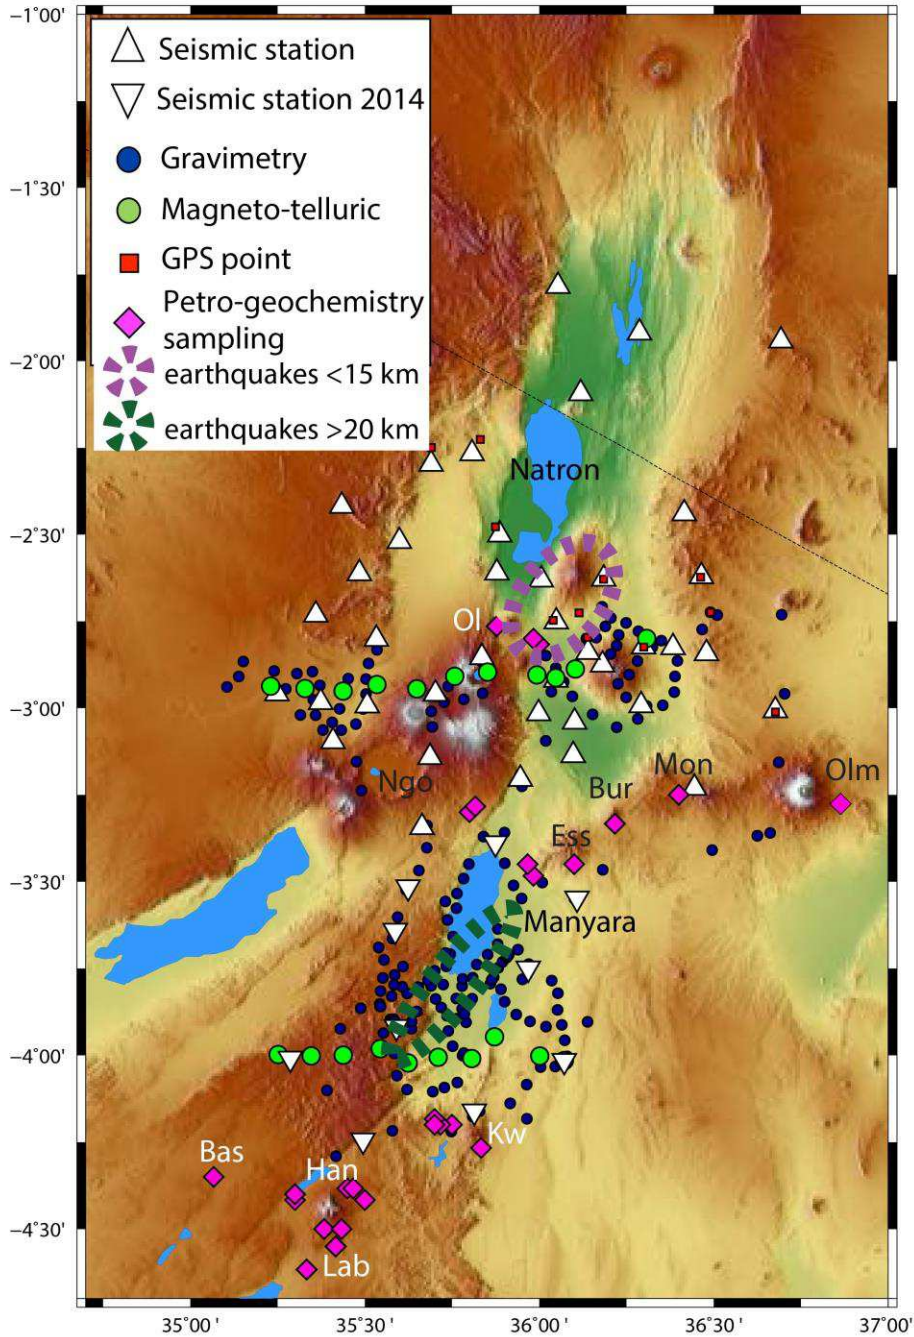 −1°00'
Seismic station
Seismic station 2014
Gravimetry
−1°30'
Magneto-telluric
GPS point
Petro-geochemistry
sampling
−2°00'
earthquakes <15 km
earthquakes >20 km
Natron
−2°30'
Ol
−3°00'
Ngo
Bur
Mon
Olm
Ess
−3°30'
Manyara
−4°00'
Kw
Bas
Han
−4°30'
Lab
35°00'
35°30'
36°00'
36°30'
37°00'